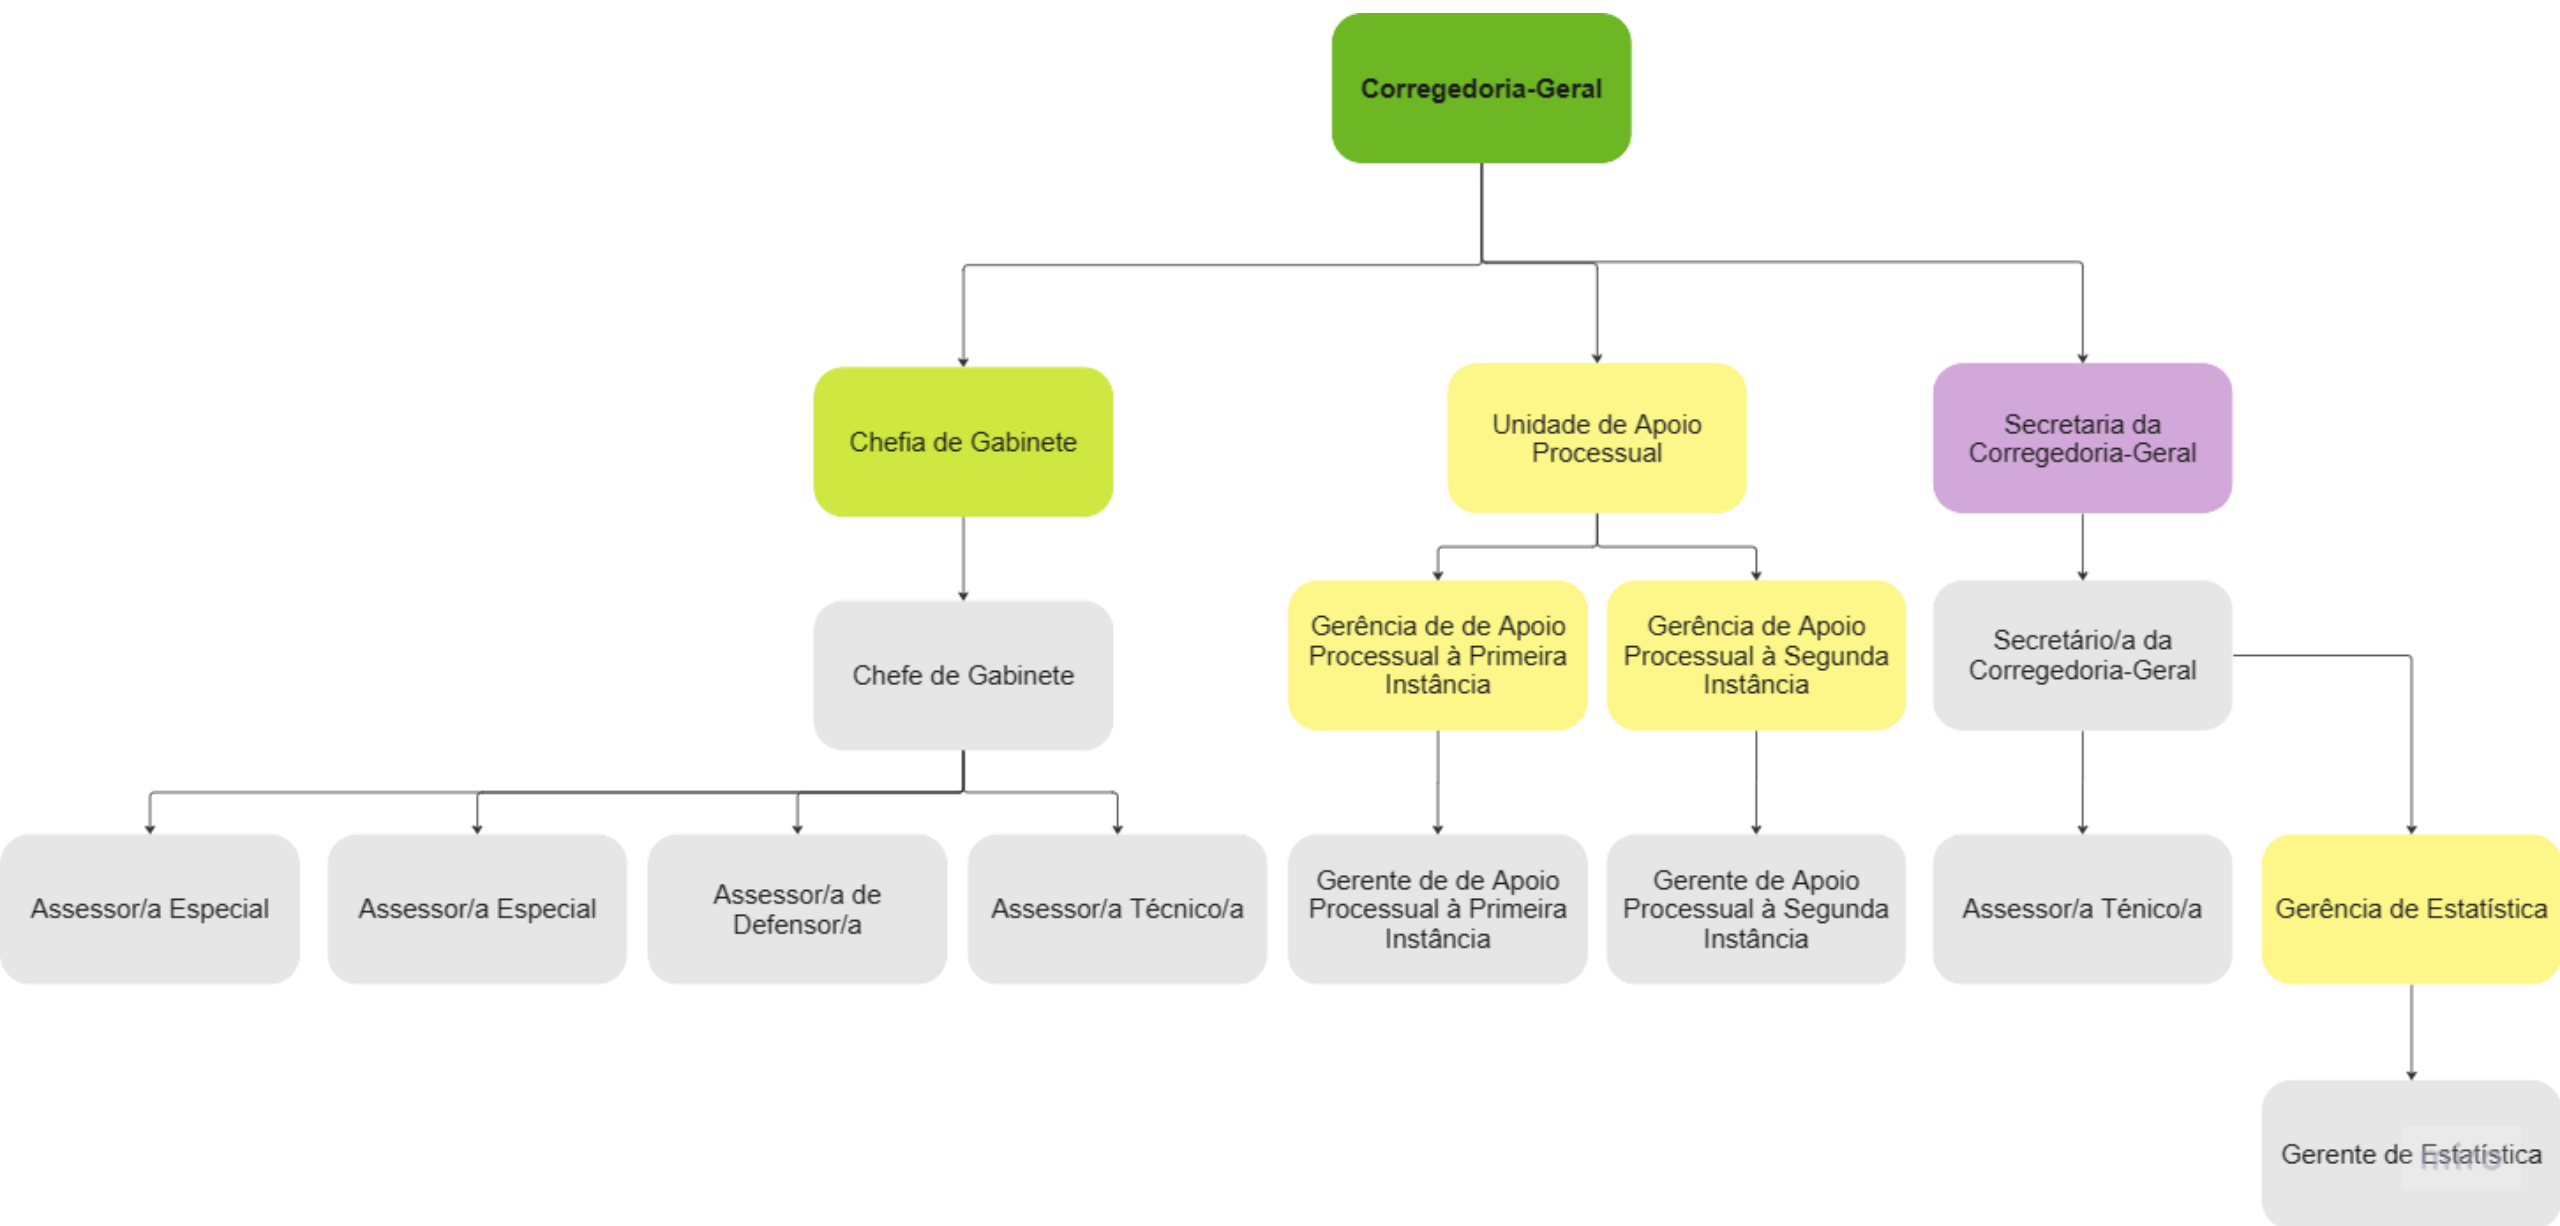 Corregedoria-Geral
Chefia de Gabinete
Unidade de Apoio
Processual
Secretaria da
Corregedoria-Geral
Chefe de Gabinete
Gerência de de Apoio
Processual à Primeira
Instância
Gerência de Apoio
Processual à Segunda
Instância
Secretário/a da
Corregedoria-Geral
Assessor/a Especial
Assessor/a Especial
Assessor/a de
Defensor/a
Assessor/a Técnico/a
Gerente de de Apoio
Processual à Primeira
Instância
Gerente de Apoio
Processual à Segunda
Instância
Assessor/a Ténico/a
Gerência de Estatística
Gerente de Estatística
miro